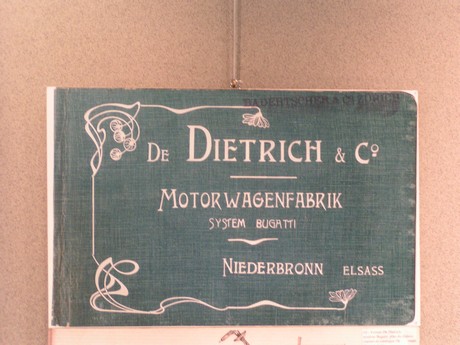 DE DIETRICH & Co
MOTORWAGENFABRIK
SYSTEM BUGATTI
NIEDERBRONN ELSASS